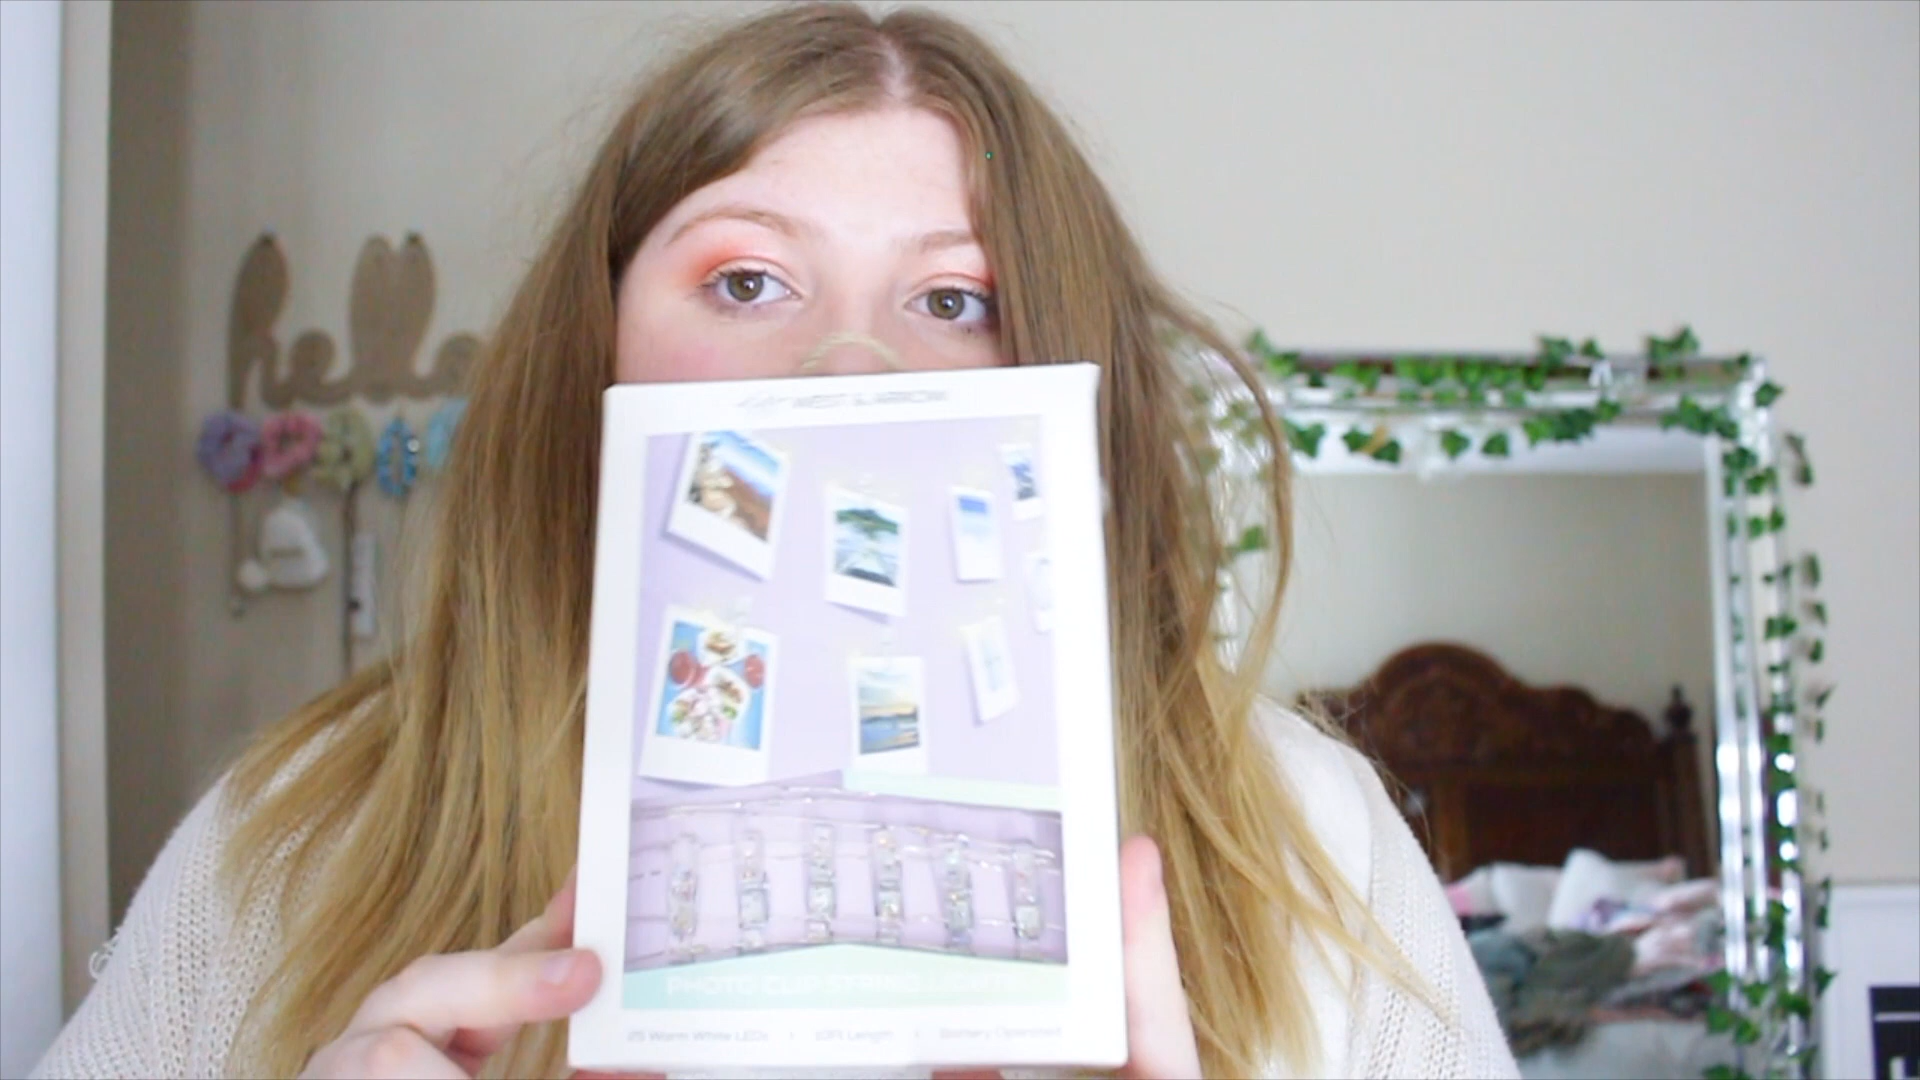 hello
WEST & ARROW
PHOTO CLIP STRING LIGHTS
25 Warm White LEDs • 10Ft Length • Battery Operated